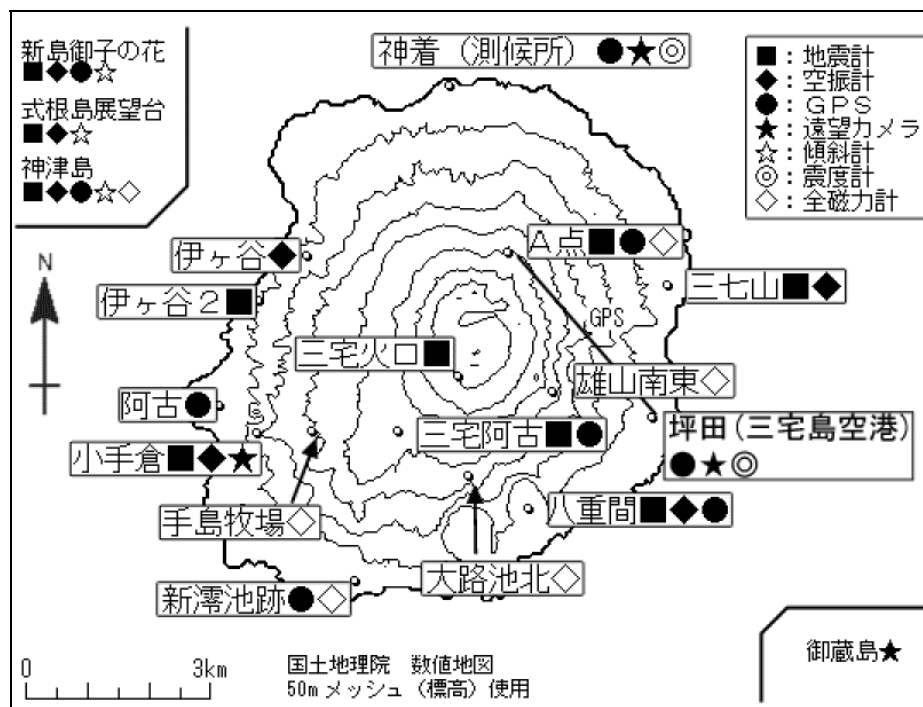 新島御子の花
■◆●☆
式根島展望台
■◆☆
神津島
■◆●☆◇
神着（測候所）●★◎
■：地震計
◆：空振計
●：ＧＰＳ
★：遠望カメラ
☆：傾斜計
◎：震度計
◇：全磁力計
N
伊ヶ谷◆
Ａ点■●◇
伊ヶ谷２■
三七山■◆
GPS
三宅火口■
雄山南東◇
阿古●
三宅阿古■●
坪田（三宅島空港）
●★◎
小手倉■◆★
手島牧場◇
八重間■◆●
大路池北◇
新澪池跡●◇
御蔵島★
0 3km
国土地理院　数値地図
50mメッシュ（標高）使用